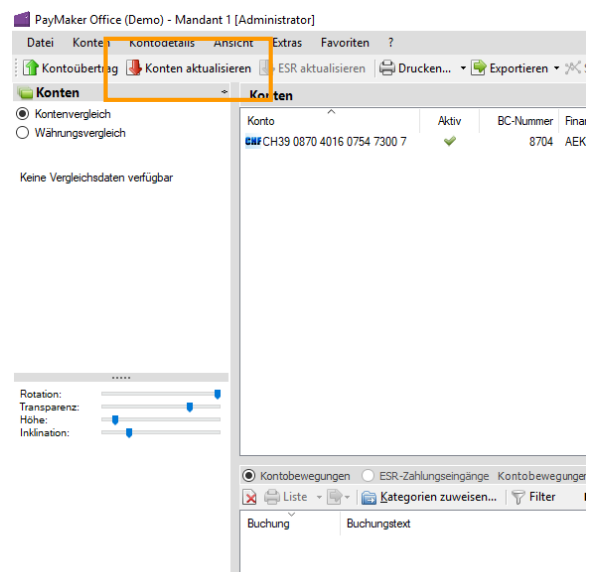 PayMaker Office (Demo) - Mandant 1 [Administrator]
Datei Konten Kontodetails Ansicht Extras Favoriten ?
Kontoübertrag Konten aktualisieren ESR aktualisieren Drucken... Exportieren
Konten
Kontenvergleich
Währungsvergleich
Keine Vergleichsdaten verfügbar
Rotation:
Transparenz:
Höhe:
Inklination:
Konten
Konto Aktiv BC-Nummer Finan
CHF CH39 0870 4016 0754 7300 7 8704 AEK
Kontobewegungen ESR-Zahlungseingänge Kontobewegungen
Liste Kategorien zuweisen... Filter
Buchung Buchungstext